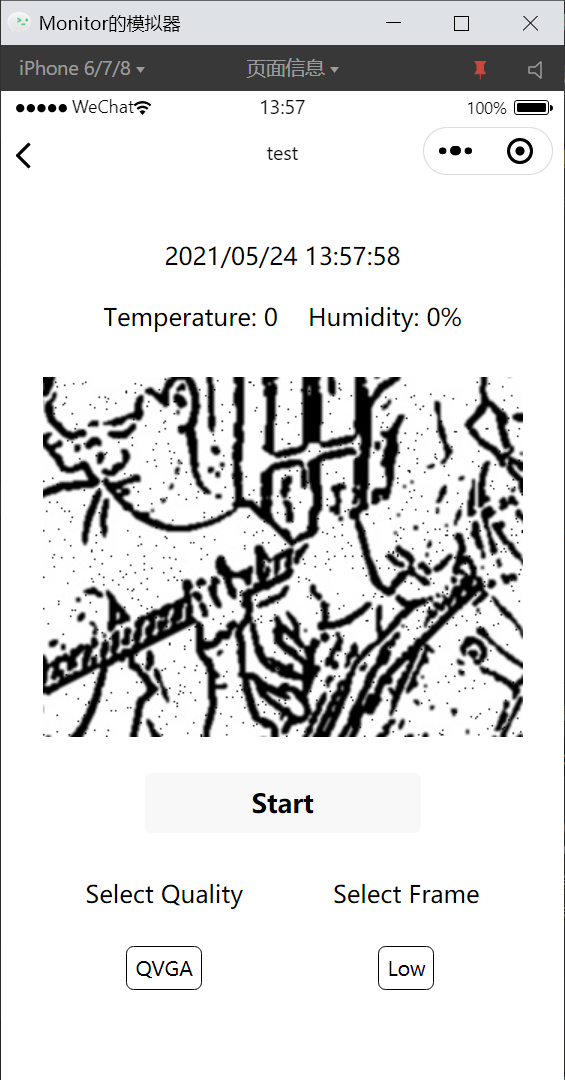 Monitor的模拟器
iPhone 6/7/8 页面信息
WeChat 13:57 100%
test
2021/05/24 13:57:58
Temperature: 0 Humidity: 0%
Start
Select Quality Select Frame
QVGA Low